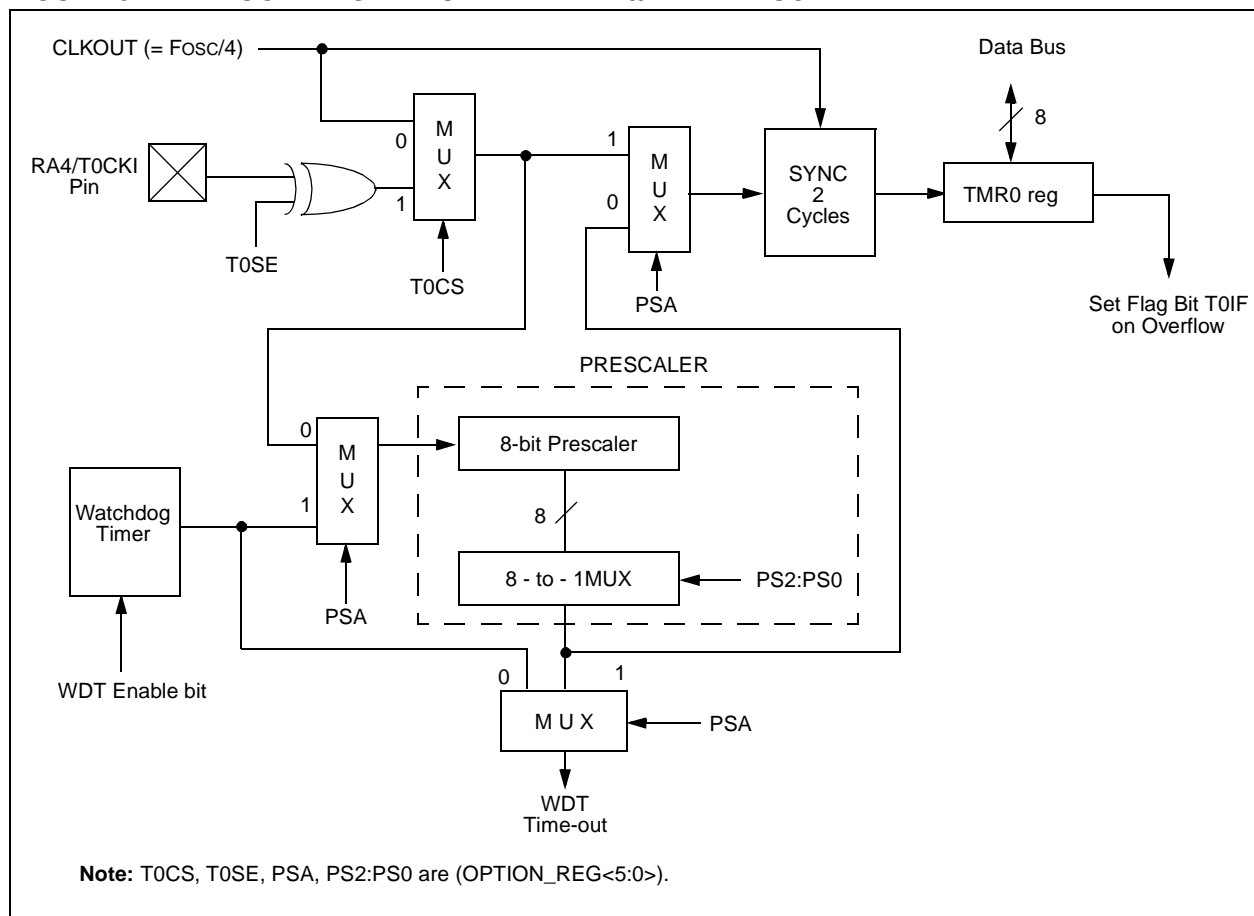 CLKOUT (= FOSC/4)
Data Bus
8
M
U
X
0
1
RA4/T0CKI
Pin
T0SE
T0CS
1
0
M
U
X
PSA
SYNC
2
Cycles
TMR0 reg
Set Flag Bit T0IF
on Overflow
PRESCALER
0
1
M
U
X
PSA
8-bit Prescaler
8
8 - to - 1MUX
PS2:PS0
Watchdog
Timer
WDT Enable bit
0
1
M U X
PSA
WDT
Time-out
Note: T0CS, T0SE, PSA, PS2:PS0 are (OPTION_REG<5:0>).